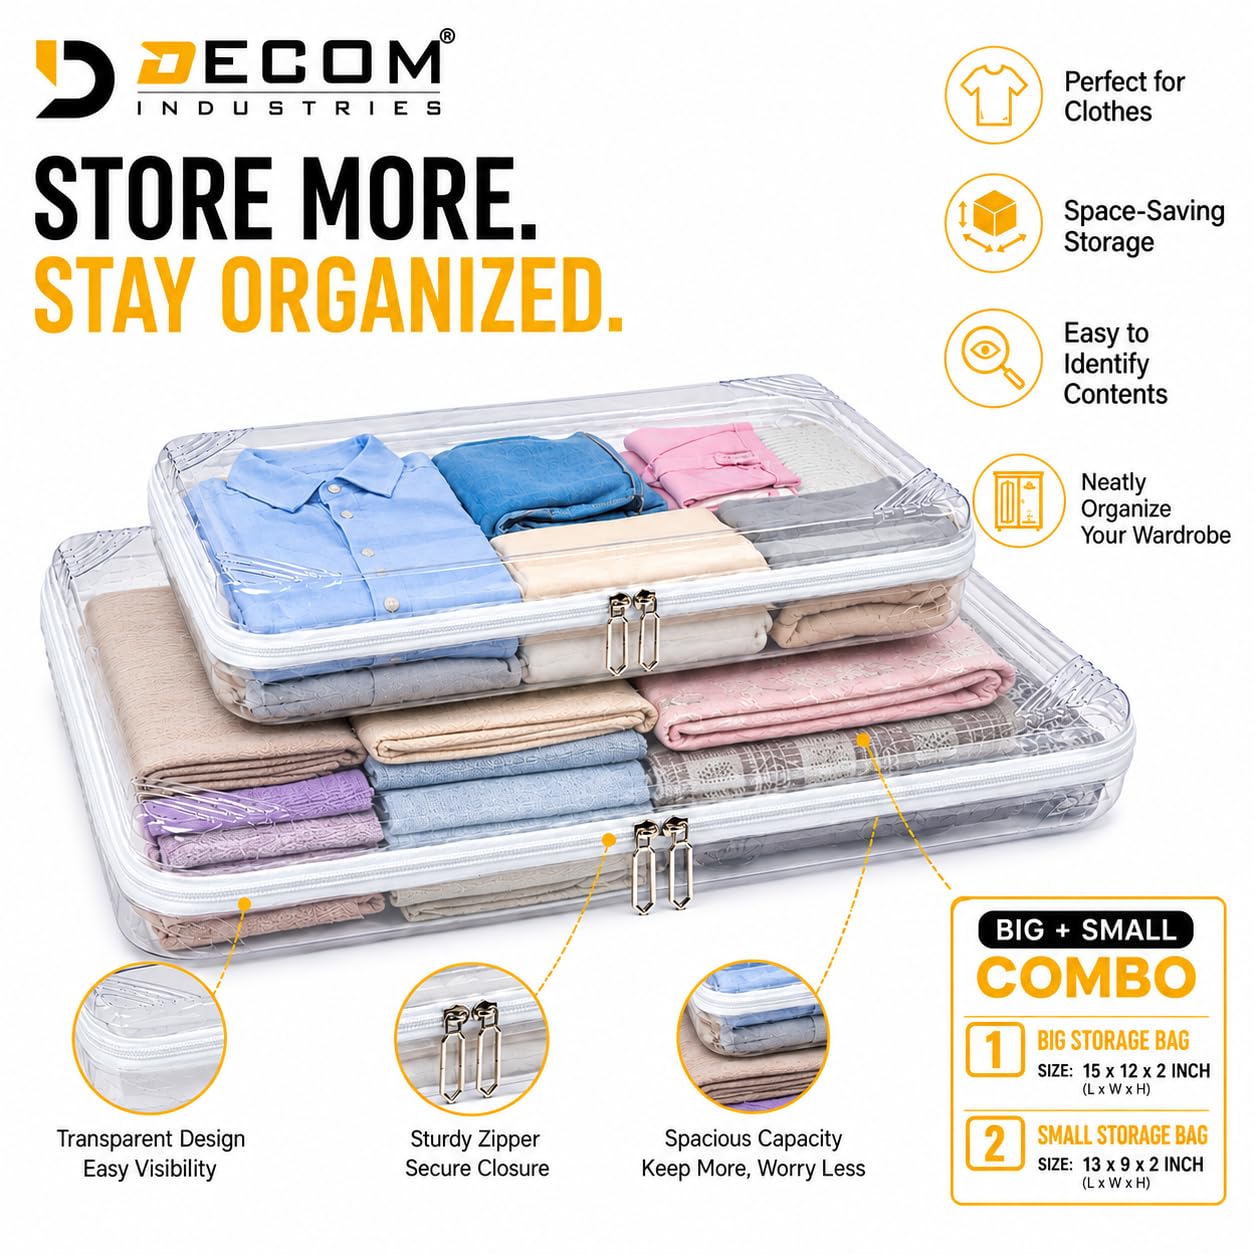 DECOM®
INDUSTRIES
STORE MORE.
STAY ORGANIZED.
Perfect for
Clothes
Space-Saving
Storage
Easy to
Identify
Contents
Neatly
Organize
Your Wardrobe
Transparent Design
Easy Visibility
Sturdy Zipper
Secure Closure
Spacious Capacity
Keep More, Worry Less
BIG + SMALL
COMBO
1 BIG STORAGE BAG
SIZE: 15 x 12 x 2 INCH
(L x W x H)
2 SMALL STORAGE BAG
SIZE: 13 x 9 x 2 INCH
(L x W x H)